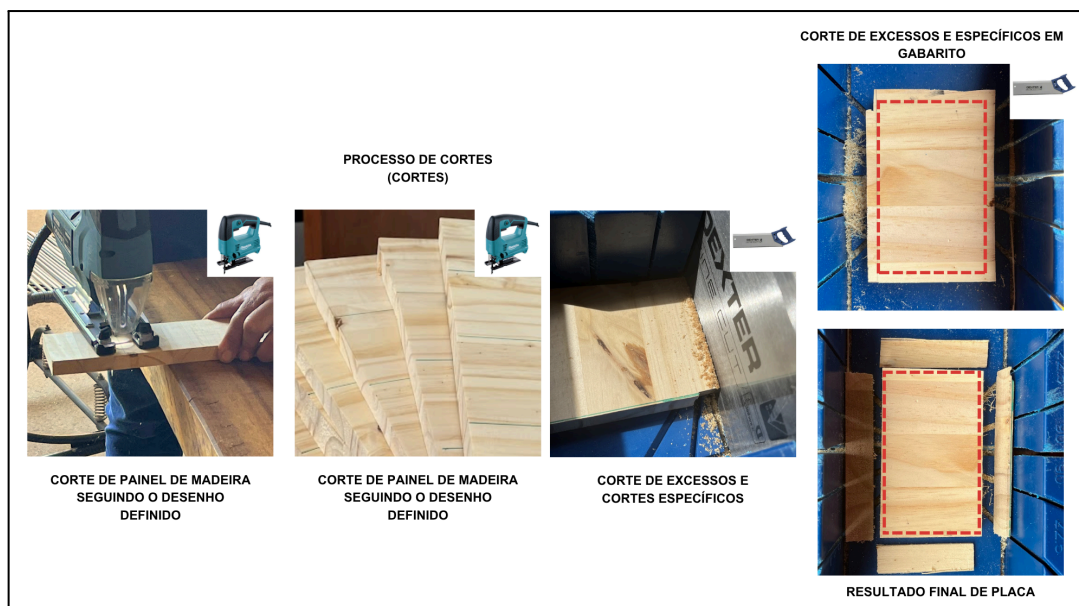 CORTE DE EXCESSOS E ESPECÍFICOS EM
GABARITO
PROCESSO DE CORTES
(CORTES)
DEXTER
CORTE DE PAINEL DE MADEIRA
SEGUINDO O DESENHO
DEFINIDO
CORTE DE PAINEL DE MADEIRA
SEGUINDO O DESENHO
DEFINIDO
CORTE DE EXCESSOS E
CORTES ESPECÍFICOS
RESULTADO FINAL DE PLACA